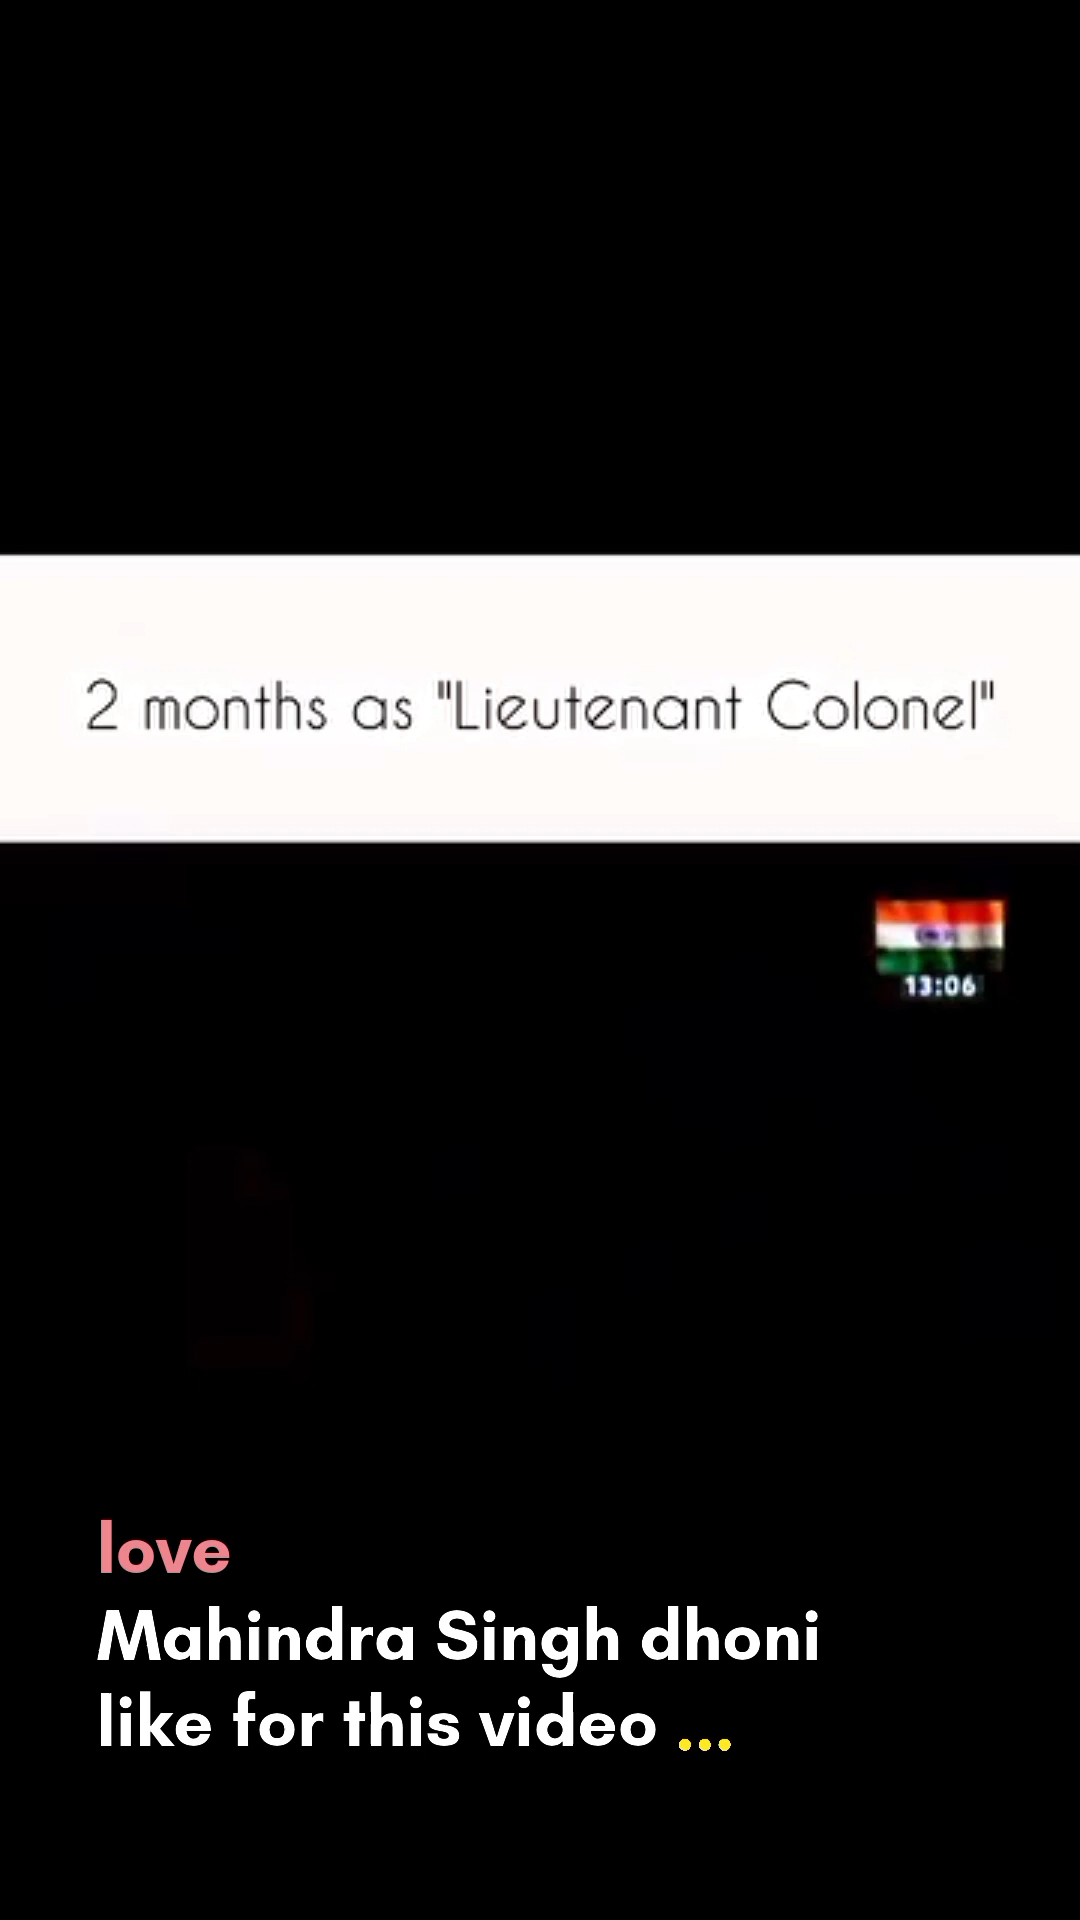 2 months as "Lieutenant Colonel"
13:06
love
Mahindra Singh dhoni
like for this video ...